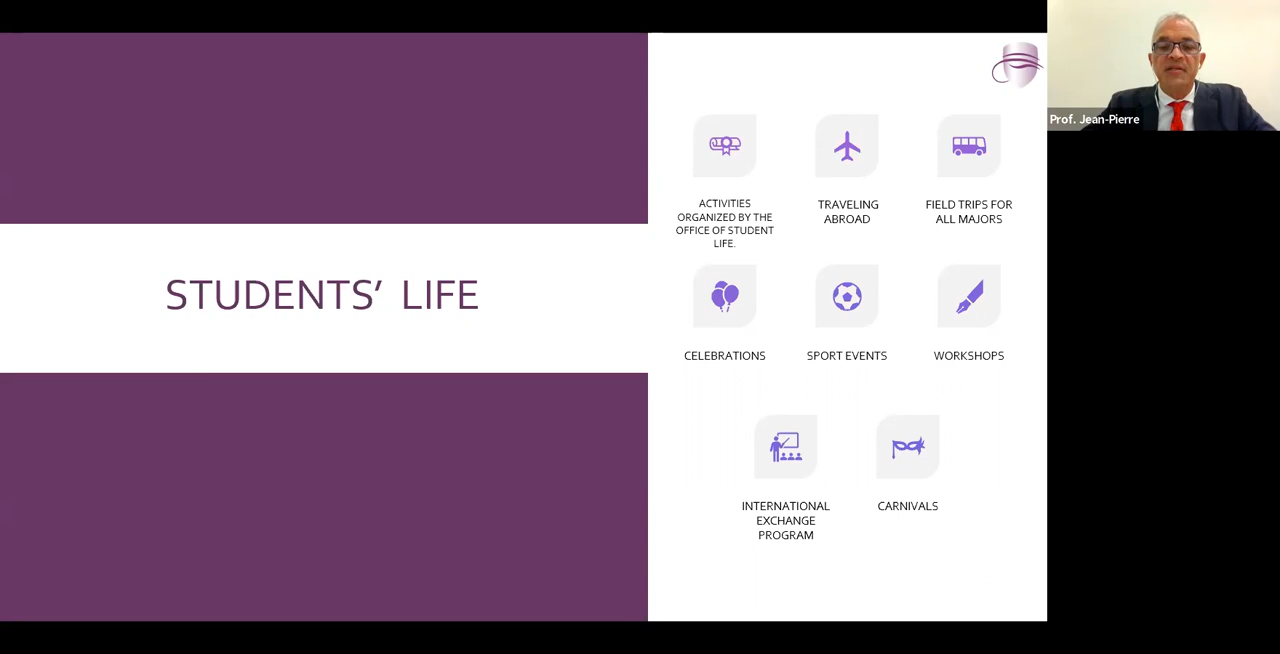 STUDENTS’ LIFE
ACTIVITIES
ORGANIZED BY THE
OFFICE OF STUDENT
LIFE.
TRAVELING
ABROAD
FIELD TRIPS FOR
ALL MAJORS
CELEBRATIONS
SPORT EVENTS
WORKSHOPS
INTERNATIONAL
EXCHANGE
PROGRAM
CARNIVALS
Prof. Jean-Pierre